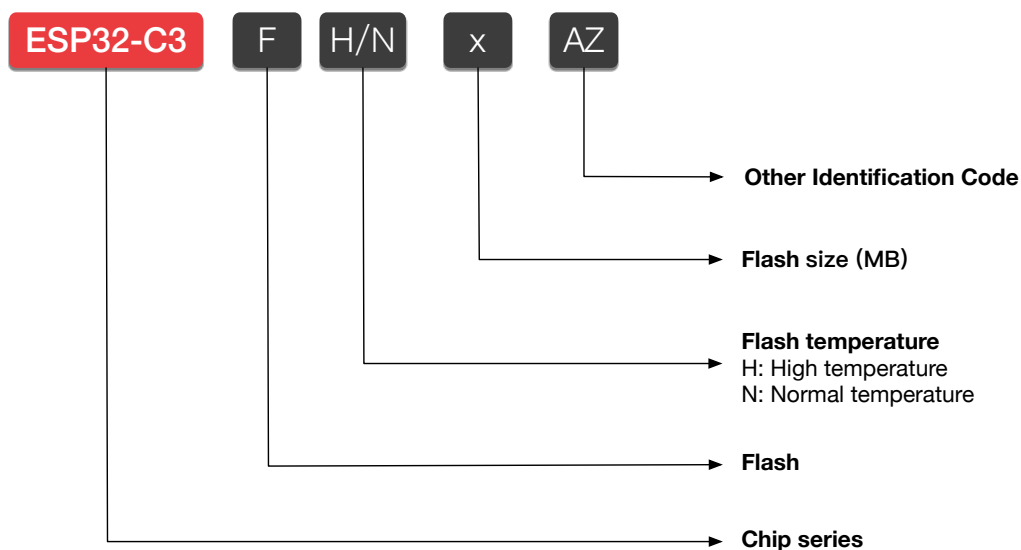 ESP32-C3 F H/N x AZ
Other Identification Code
Flash size (MB)
Flash temperature
H: High temperature
N: Normal temperature
Flash
Chip series